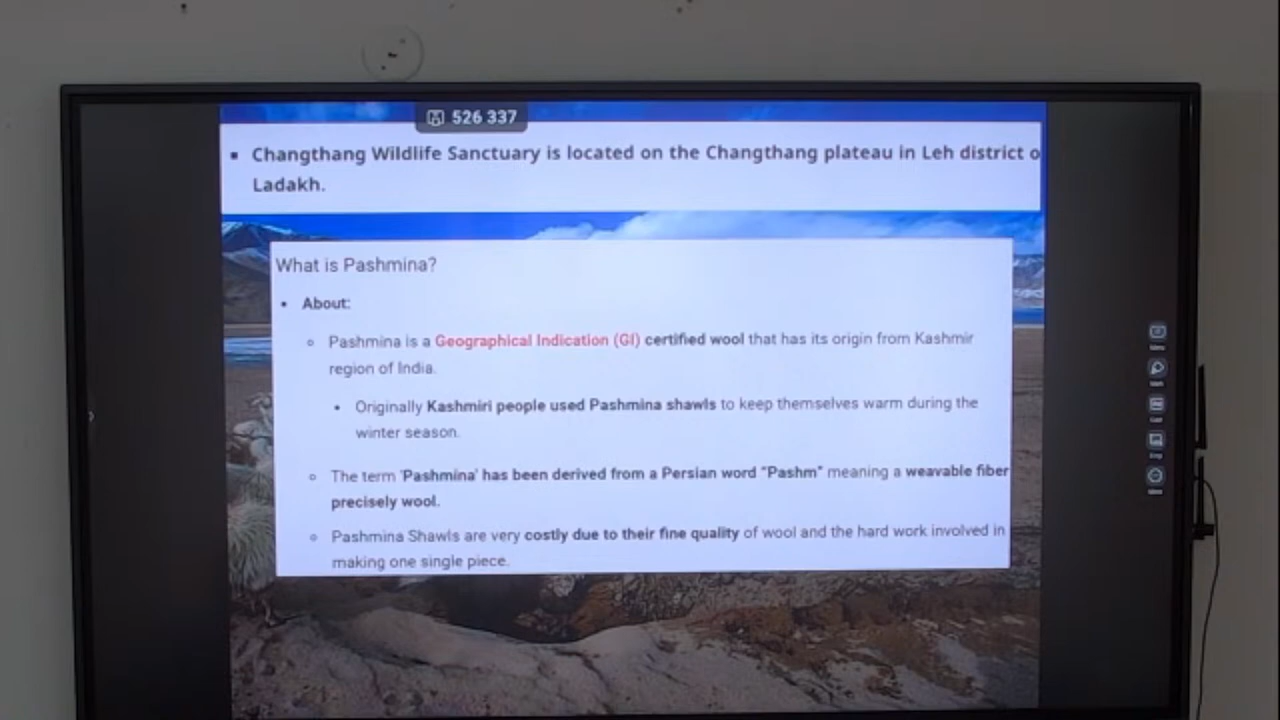 526 337
▪ Changthang Wildlife Sanctuary is located on the Changthang plateau in Leh district o
Ladakh.
What is Pashmina?
• About:
○ Pashmina is a Geographical Indication (GI) certified wool that has its origin from Kashmir
region of India.
• Originally Kashmiri people used Pashmina shawls to keep themselves warm during the
winter season.
○ The term 'Pashmina' has been derived from a Persian word "Pashm" meaning a weavable fiber
precisely wool.
○ Pashmina Shawls are very costly due to their fine quality of wool and the hard work involved in
making one single piece.